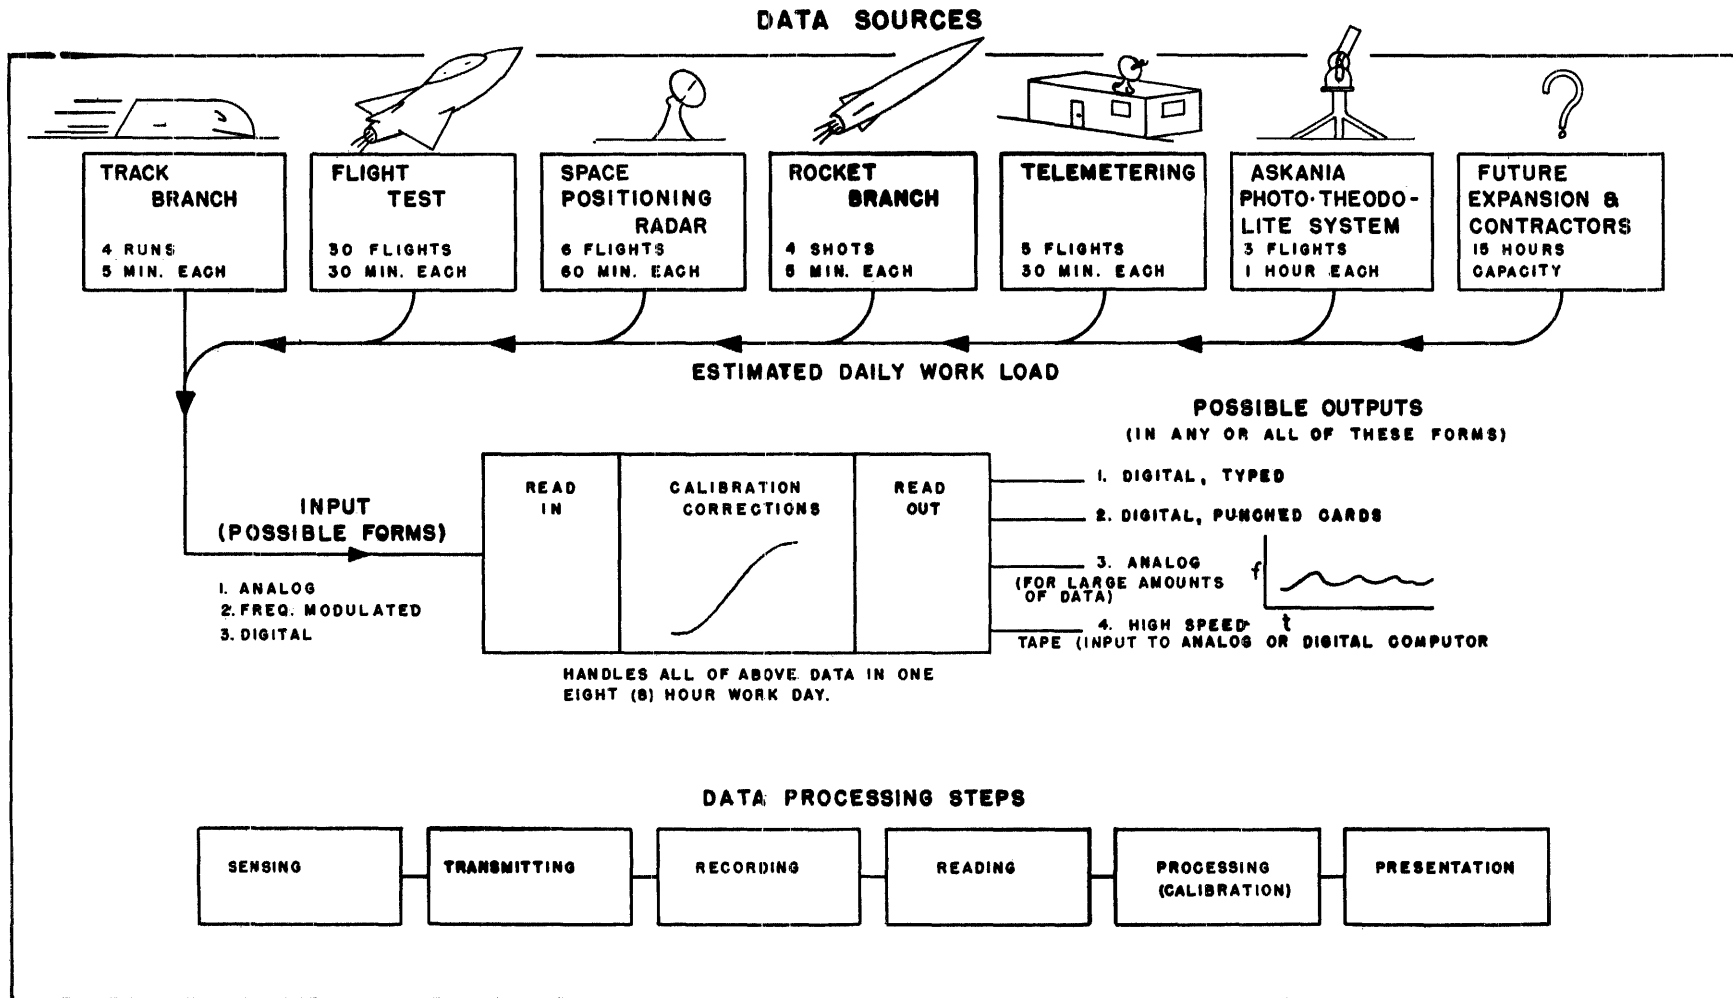 DATA SOURCES
TRACK
BRANCH
4 RUNS
5 MIN. EACH
FLIGHT
TEST
30 FLIGHTS
30 MIN. EACH
SPACE
POSITIONING
RADAR
6 FLIGHTS
60 MIN. EACH
ROCKET
BRANCH
4 SHOTS
5 MIN. EACH
TELEMETERING
5 FLIGHTS
30 MIN. EACH
ASKANIA
PHOTO-THEODO-
LITE SYSTEM
3 FLIGHTS
1 HOUR EACH
?
FUTURE
EXPANSION &
CONTRACTORS
15 HOURS
CAPACITY
ESTIMATED DAILY WORK LOAD
INPUT
(POSSIBLE FORMS)
1. ANALOG
2. FREQ. MODULATED
3. DIGITAL
READ
IN
CALIBRATION
CORRECTIONS
READ
OUT
HANDLES ALL OF ABOVE DATA IN ONE
EIGHT (8) HOUR WORK DAY.
POSSIBLE OUTPUTS
(IN ANY OR ALL OF THESE FORMS)
1. DIGITAL, TYPED
2. DIGITAL, PUNCHED CARDS
3. ANALOG
(FOR LARGE AMOUNTS
OF DATA)
f
t
4. HIGH SPEED
TAPE (INPUT TO ANALOG OR DIGITAL COMPUTOR
DATA PROCESSING STEPS
SENSING
TRANSMITTING
RECORDING
READING
PROCESSING
(CALIBRATION)
PRESENTATION